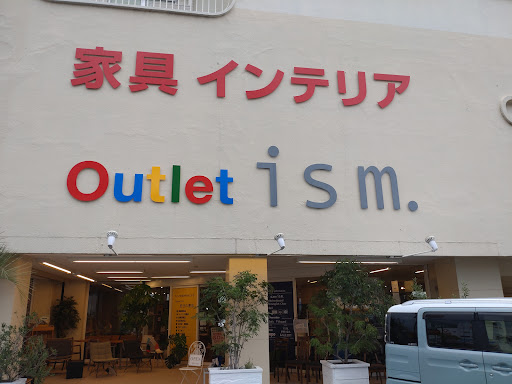 家具 インテリア
Outlet ism.